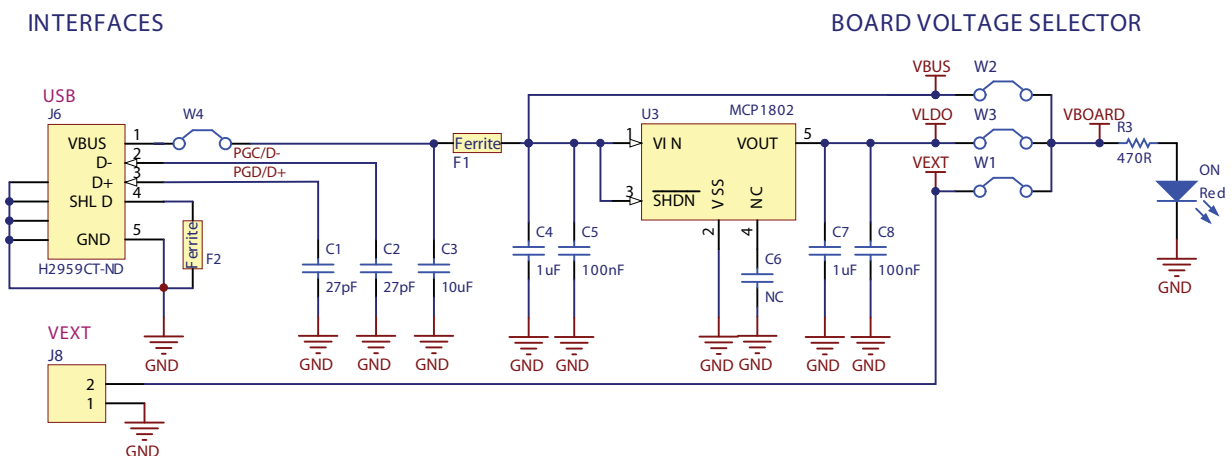 INTERFACES
BOARD VOLTAGE SELECTOR
USB
J6
VBUS
D-
D+
SHL D
GND
1
2
3
4
5
H2959CT-ND
W4
PGC/D-
PGD/D+
Ferrite
F2
Ferrite
F1
C1
27pF
GND
C2
27pF
GND
C3
10uF
GND
C4
1uF
GND
C5
100nF
GND
U3
MCP1802
1
VI N
3
SHDN
VOUT
5
VSS
2
NC
4
C6
NC
GND
GND
C7
1uF
GND
C8
100nF
GND
VBUS
W2
VLDO
W3
VEXT
W1
VBOARD
R3
470R
ON
Red
GND
GND
VEXT
J8
2
1
GND